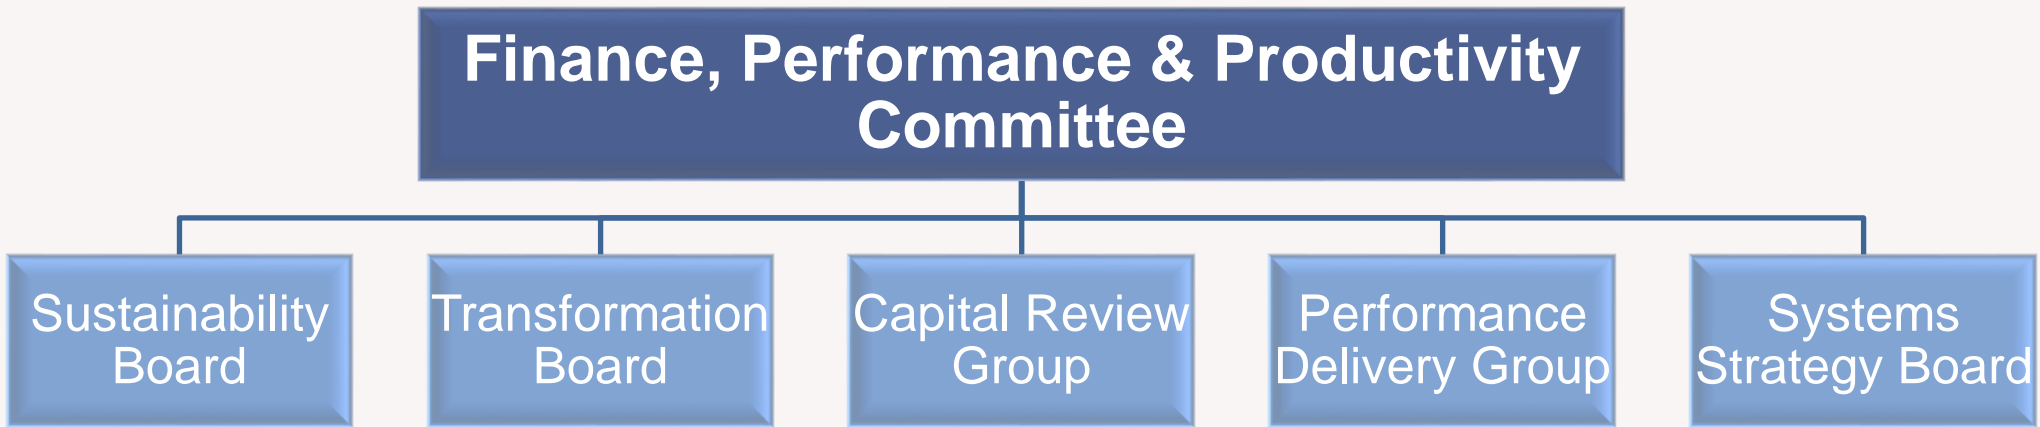 Finance, Performance & Productivity
Committee
Sustainability
Board
Transformation
Board
Capital Review
Group
Performance
Delivery Group
Systems
Strategy Board